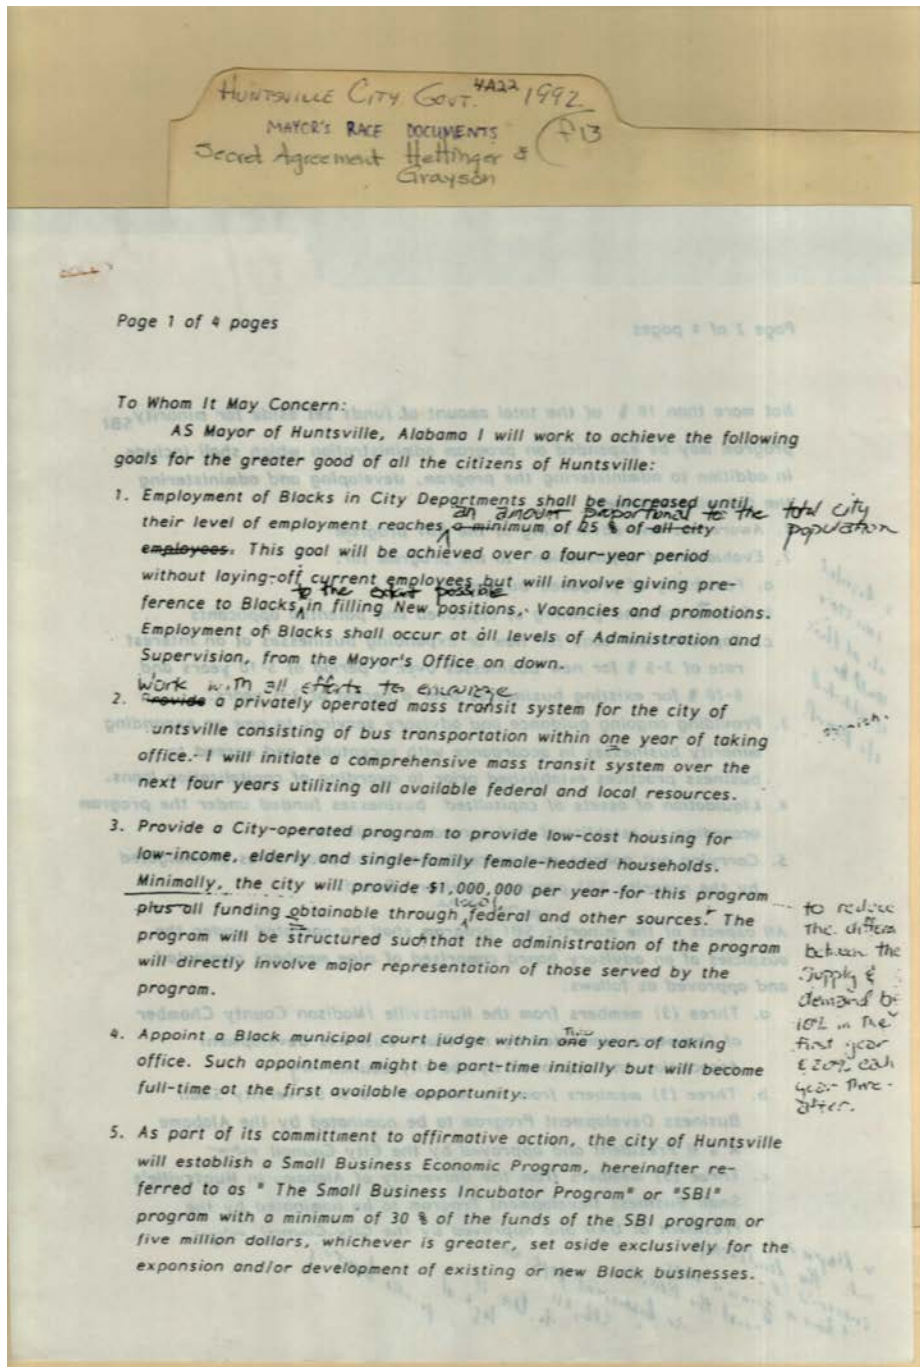 HUNTSVILLE CITY GOVT. 4A22 1992
MAYOR'S RACE DOCUMENTS f13
Secret Agreement Hettinger &
Grayson
Page 1 of 4 pages
To Whom It May Concern:
AS Mayor of Huntsville, Alabama I will work to achieve the following
goals for the greater good of all the citizens of Huntsville:
1. Employment of Blacks in City Departments shall be increased until
an amount proportional to the total city
population
their level of employment reaches a minimum of 25 % of all city
employees. This goal will be achieved over a four-year period
without laying-off current employees but will involve giving pre-
to the extent possible
ference to Blacks in filling New positions, Vacancies and promotions.
Employment of Blacks shall occur at all levels of Administration and
Supervision, from the Mayor's Office on down.
Work with all efforts to encourage
2. Provide a privately operated mass transit system for the city of
untsville consisting of bus transportation within one year of taking
office. I will initiate a comprehensive mass transit system over the
next four years utilizing all available federal and local resources.
3. Provide a City-operated program to provide low-cost housing for
low-income, elderly and single-family female-headed households.
Minimally, the city will provide $1,000,000 per year for this program
local
plus all funding obtainable through federal and other sources. The
program will be structured such that the administration of the program
will directly involve major representation of those served by the
program.
to reduce
the differ
between the
Supply &
demand by
10% in the
first year
& 20% each
year there-
after.
4. Appoint a Black municipal court judge within one year of taking
two
office. Such appointment might be part-time initially but will become
full-time at the first available opportunity.
5. As part of its committment to affirmative action, the city of Huntsville
will establish a Small Business Economic Program, hereinafter re-
ferred to as " The Small Business Incubator Program" or "SBI"
program with a minimum of 30 % of the funds of the SBI program or
five million dollars, whichever is greater, set aside exclusively for the
expansion and/or development of existing or new Black businesses.